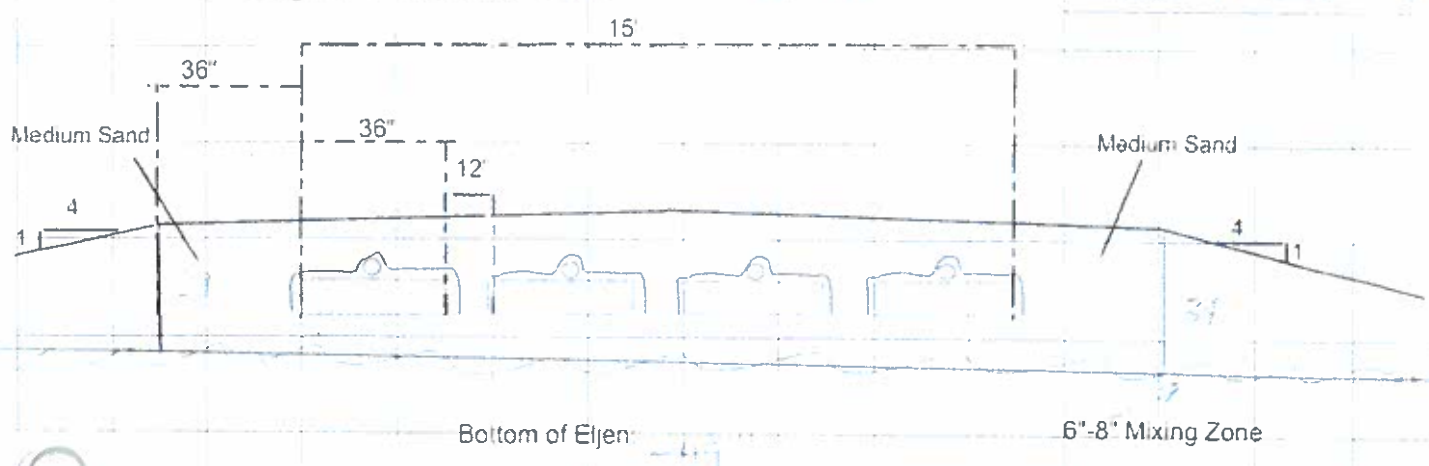 15'
36"
36"
Medium Sand
Medium Sand
12"
4
1
4
1
Bottom of Eljen
6"-8" Mixing Zone